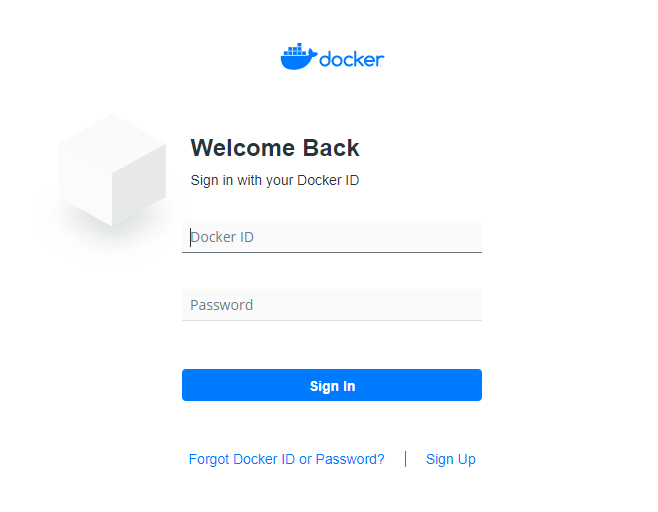 docker
Welcome Back
Sign in with your Docker ID
Docker ID
Password
Sign In
Forgot Docker ID or Password? | Sign Up